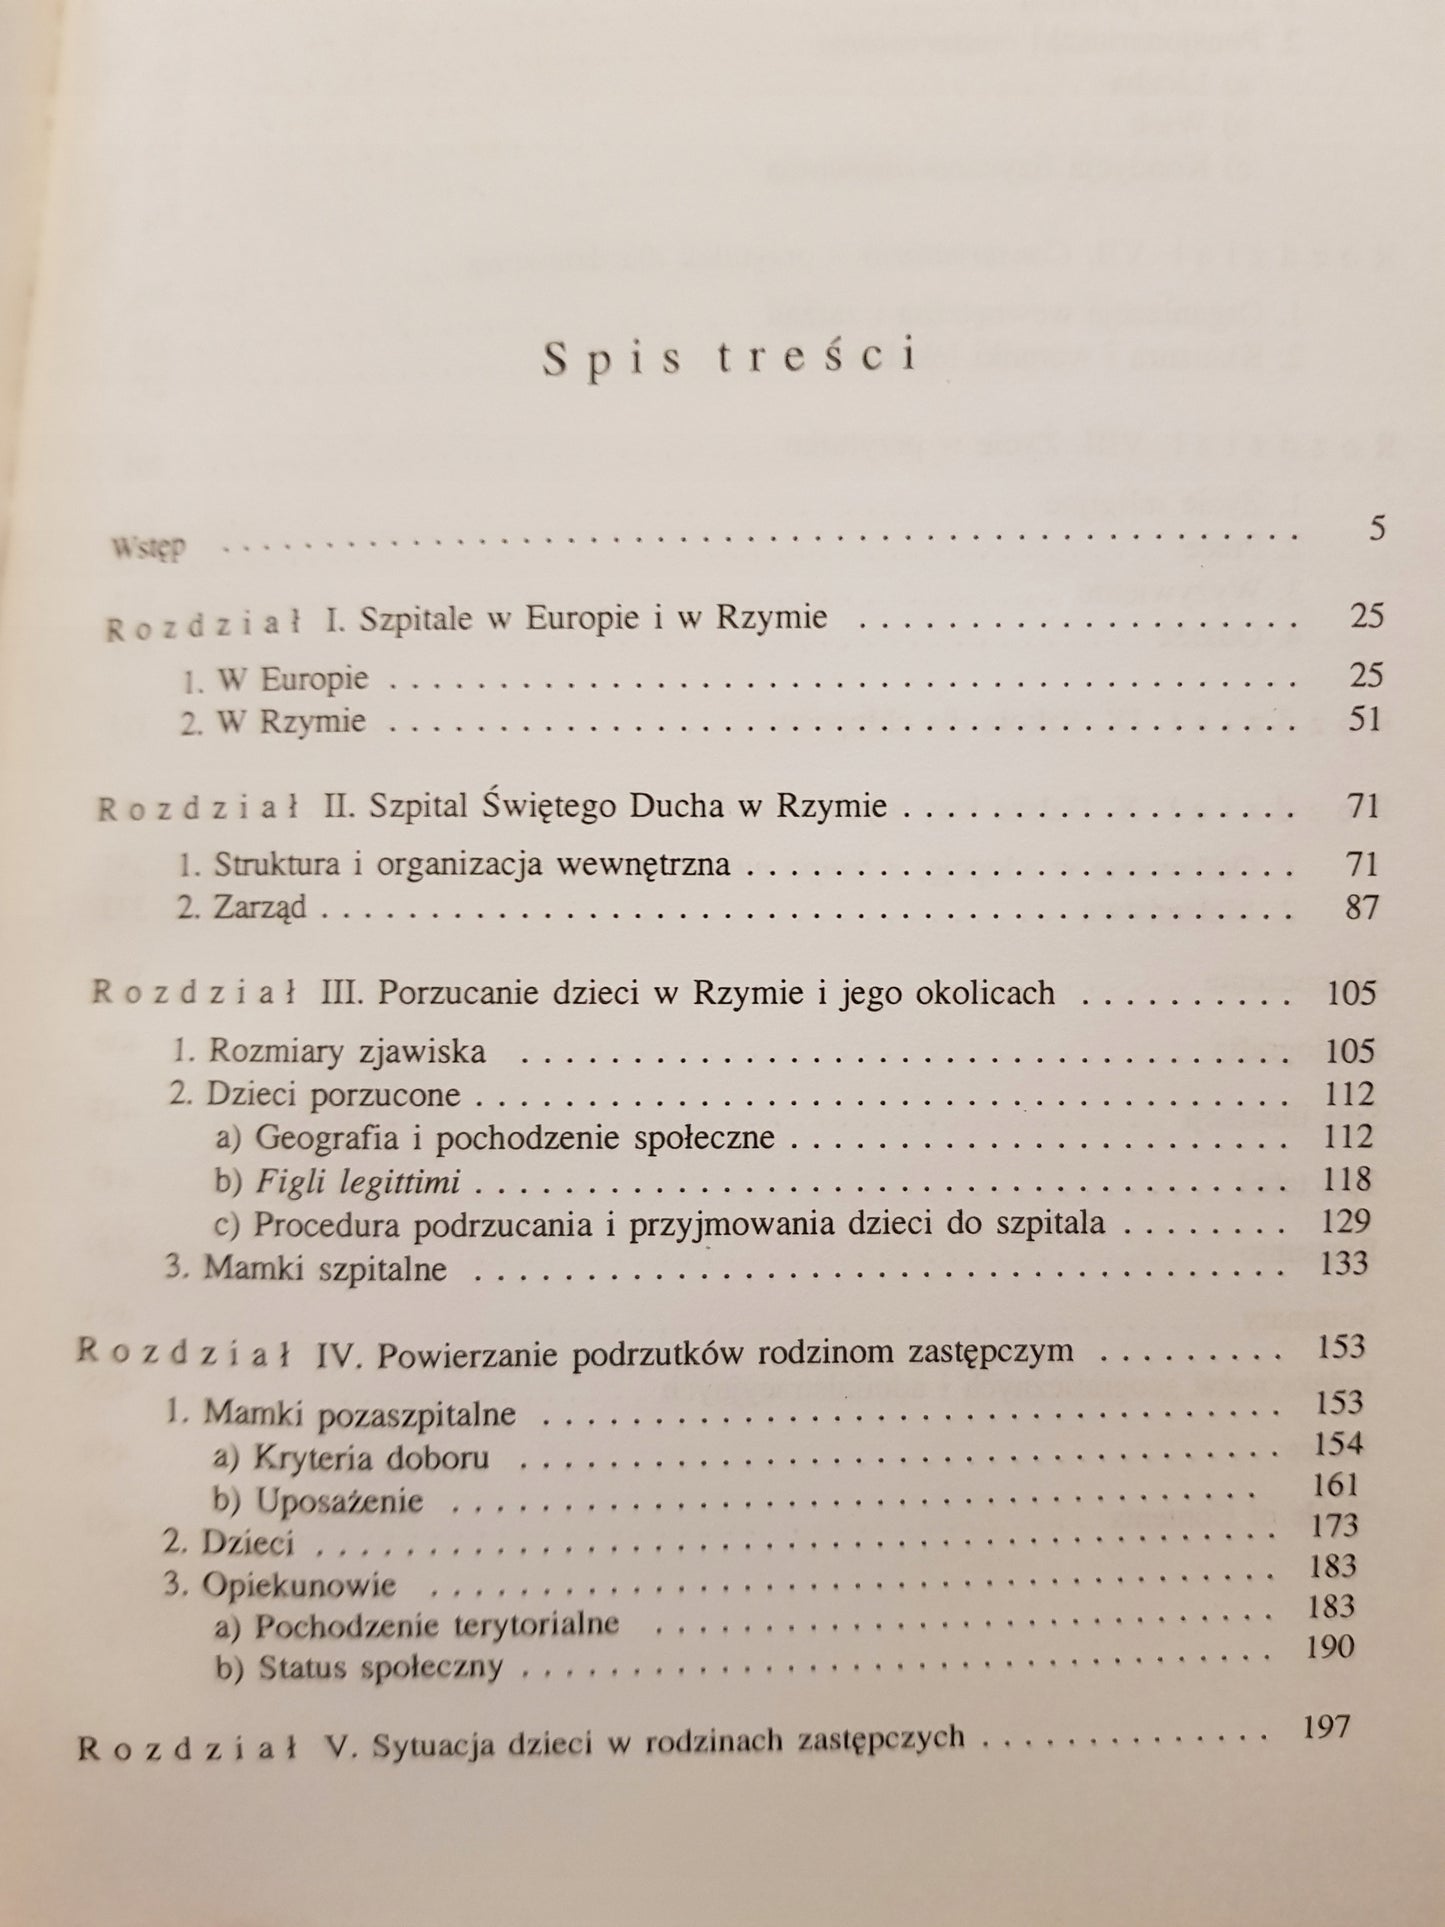 Spis treści
Wstęp . . . . . . . . . . . . . . . . . . . . . . . . . . . . . . 5
Rozdział I. Szpitale w Europie i w Rzymie . . . . . . . . . . . . . . . . . . . . 25
1. W Europie . . . . . . . . . . . . . . . . . . . . . . . . . . . . . . 25
2. W Rzymie . . . . . . . . . . . . . . . . . . . . . . . . . . . . . . 51
Rozdział II. Szpital Świętego Ducha w Rzymie . . . . . . . . . . . . . . . . . . 71
1. Struktura i organizacja wewnętrzna . . . . . . . . . . . . . . . . . . . . . . . . . 71
2. Zarząd . . . . . . . . . . . . . . . . . . . . . . . . . . . . . . 87
Rozdział III. Porzucanie dzieci w Rzymie i jego okolicach . . . . . . . . . . 105
1. Rozmiary zjawiska . . . . . . . . . . . . . . . . . . . . . . . . . . . . . . 105
2. Dzieci porzucone . . . . . . . . . . . . . . . . . . . . . . . . . . . . . . 112
a) Geografia i pochodzenie społeczne . . . . . . . . . . . . . . . . . . . . . . . 112
b) Figli legittimi . . . . . . . . . . . . . . . . . . . . . . . . . . . . . . 118
c) Procedura podrzucania i przyjmowania dzieci do szpitala . . . . . . . . 129
3. Mamki szpitalne . . . . . . . . . . . . . . . . . . . . . . . . . . . . . . 133
Rozdział IV. Powierzanie podrzutków rodzinom zastępczym . . . . . . . . . 153
1. Mamki pozaszpitalne . . . . . . . . . . . . . . . . . . . . . . . . . . . . . . 153
a) Kryteria doboru . . . . . . . . . . . . . . . . . . . . . . . . . . . . . . 154
b) Uposażenie . . . . . . . . . . . . . . . . . . . . . . . . . . . . . . 161
2. Dzieci . . . . . . . . . . . . . . . . . . . . . . . . . . . . . . 173
3. Opiekunowie . . . . . . . . . . . . . . . . . . . . . . . . . . . . . . 183
a) Pochodzenie terytorialne . . . . . . . . . . . . . . . . . . . . . . . . . . . . 183
b) Status społeczny . . . . . . . . . . . . . . . . . . . . . . . . . . . . . . 190
Rozdział V. Sytuacja dzieci w rodzinach zastępczych . . . . . . . . . . . . . . 197